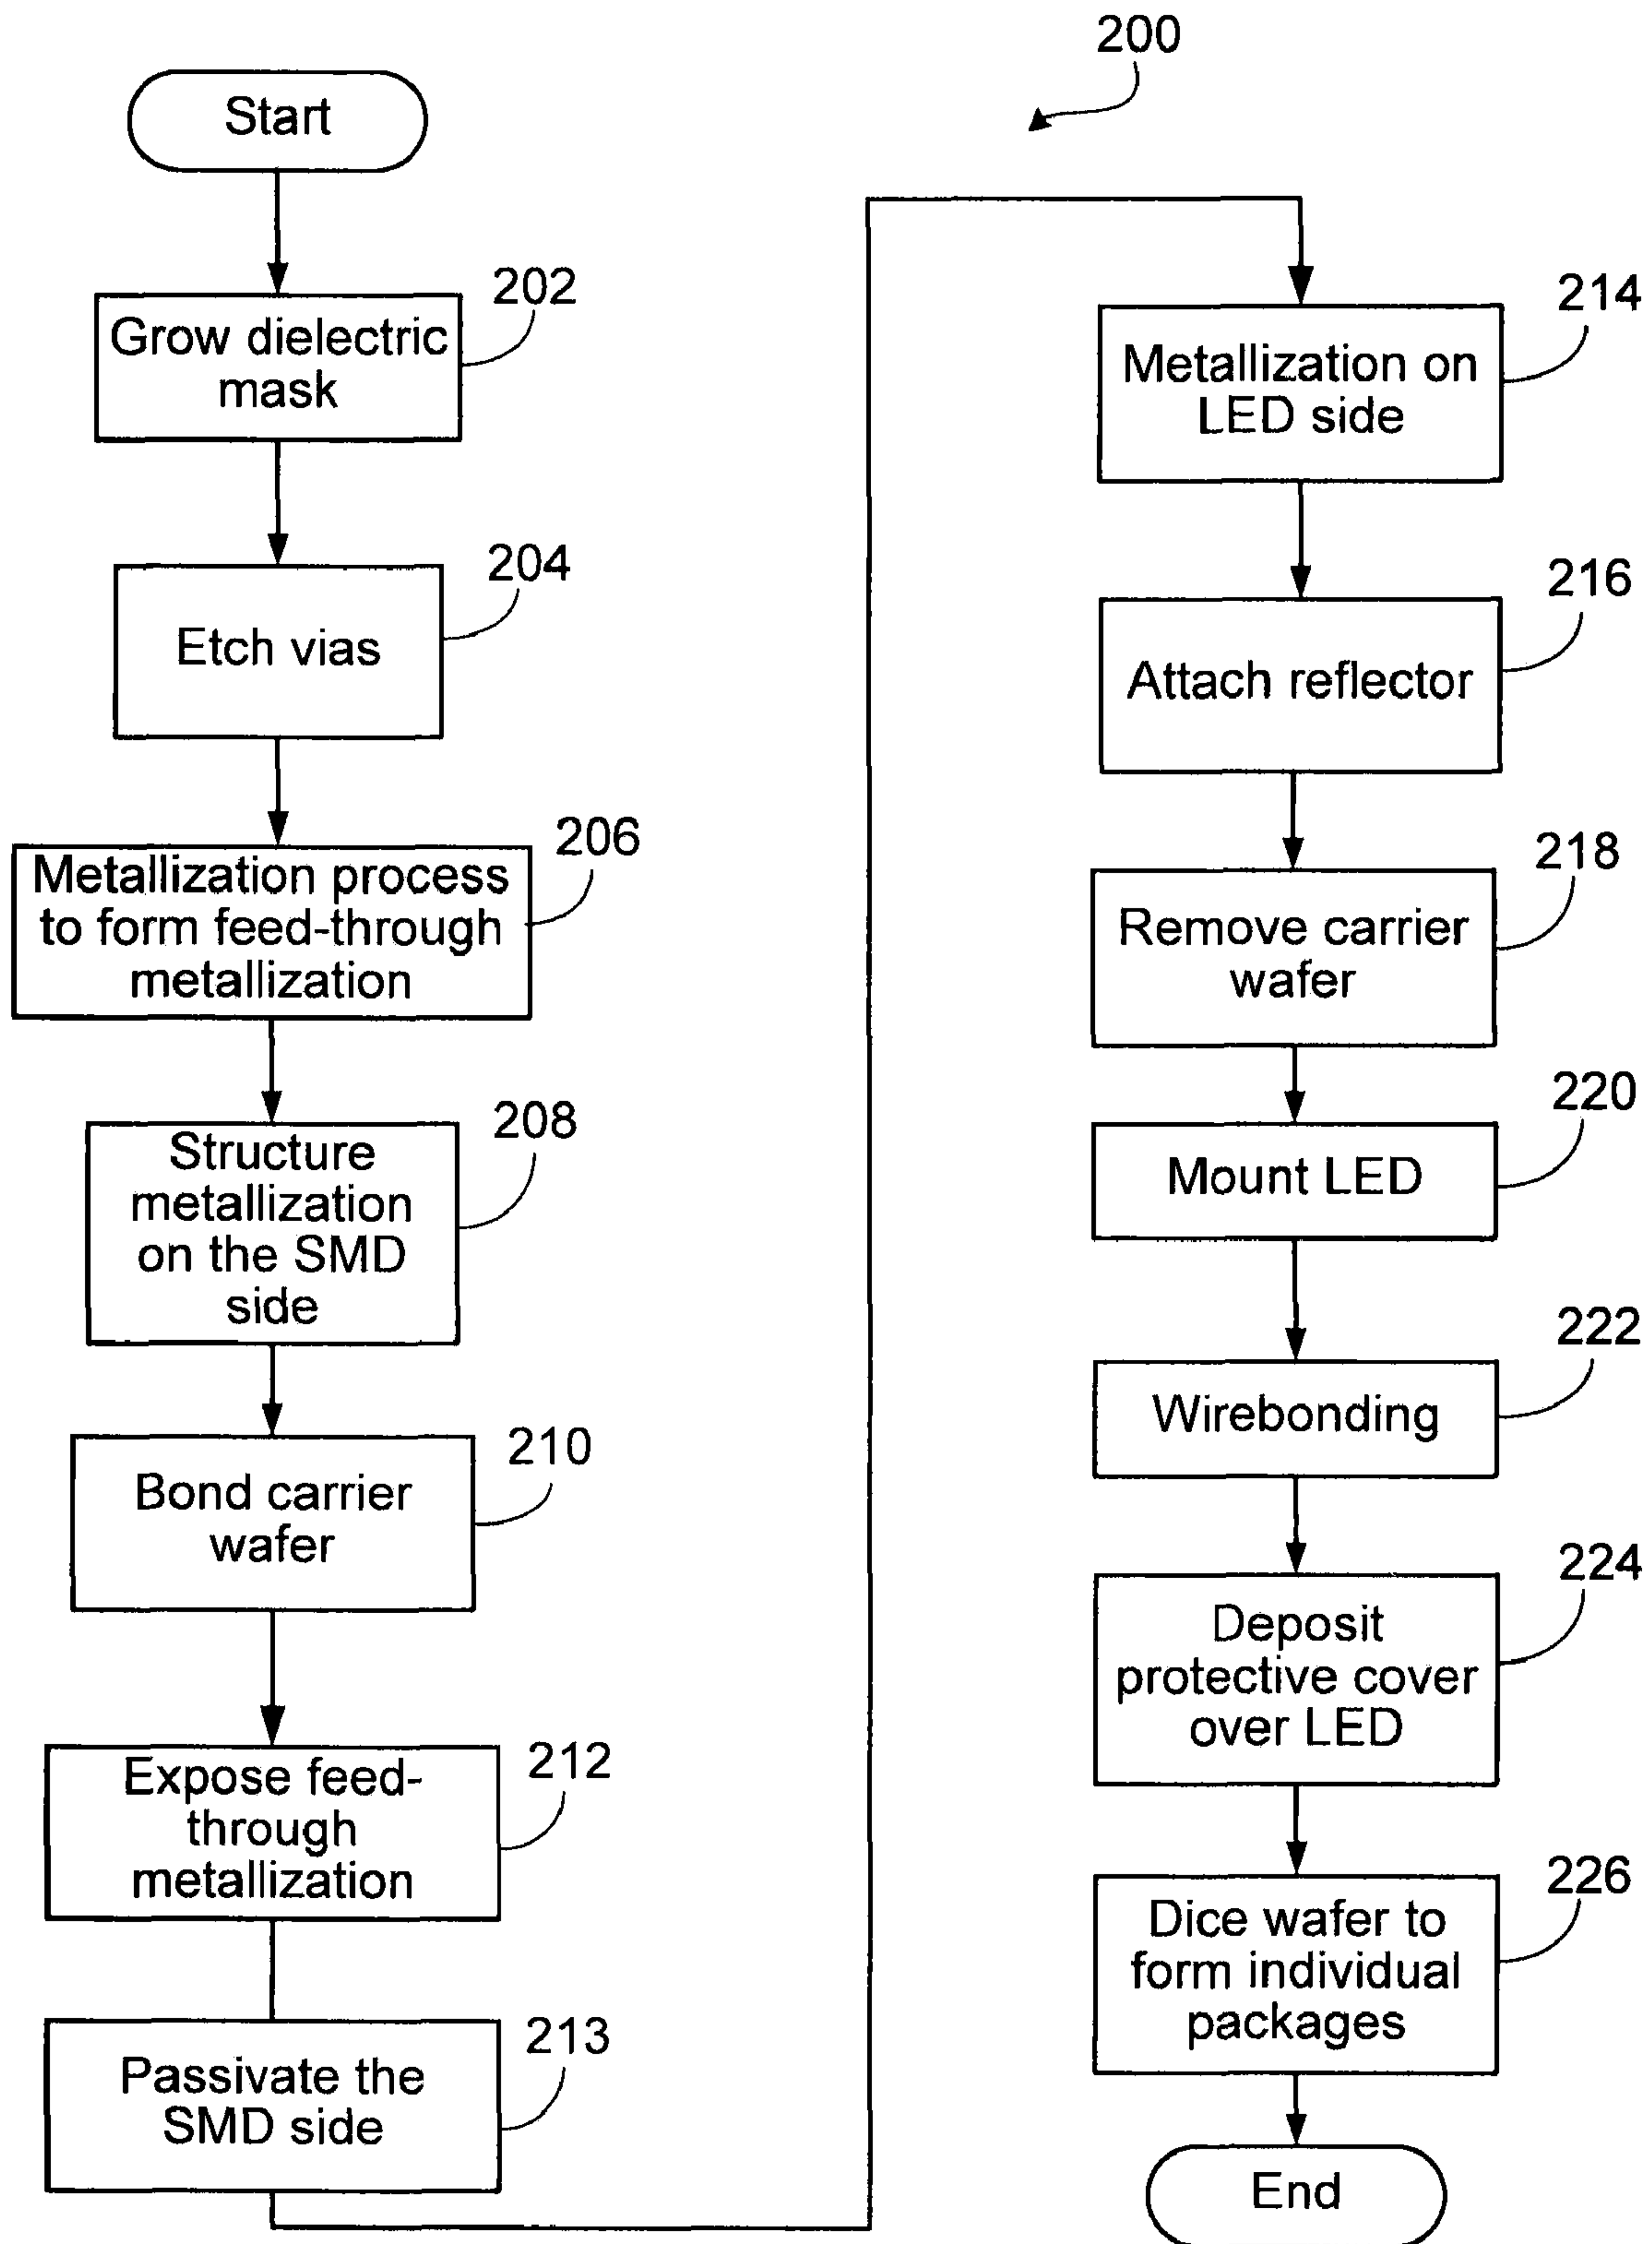 200
Start
202
Grow dielectric
mask
204
Etch vias
206
Metallization process
to form feed-through
metallization
208
Structure
metallization
on the SMD
side
210
Bond carrier
wafer
212
Expose feed-
through
metallization
213
Passivate the
SMD side
214
Metallization on
LED side
216
Attach reflector
218
Remove carrier
wafer
220
Mount LED
222
Wirebonding
224
Deposit
protective cover
over LED
226
Dice wafer to
form individual
packages
End